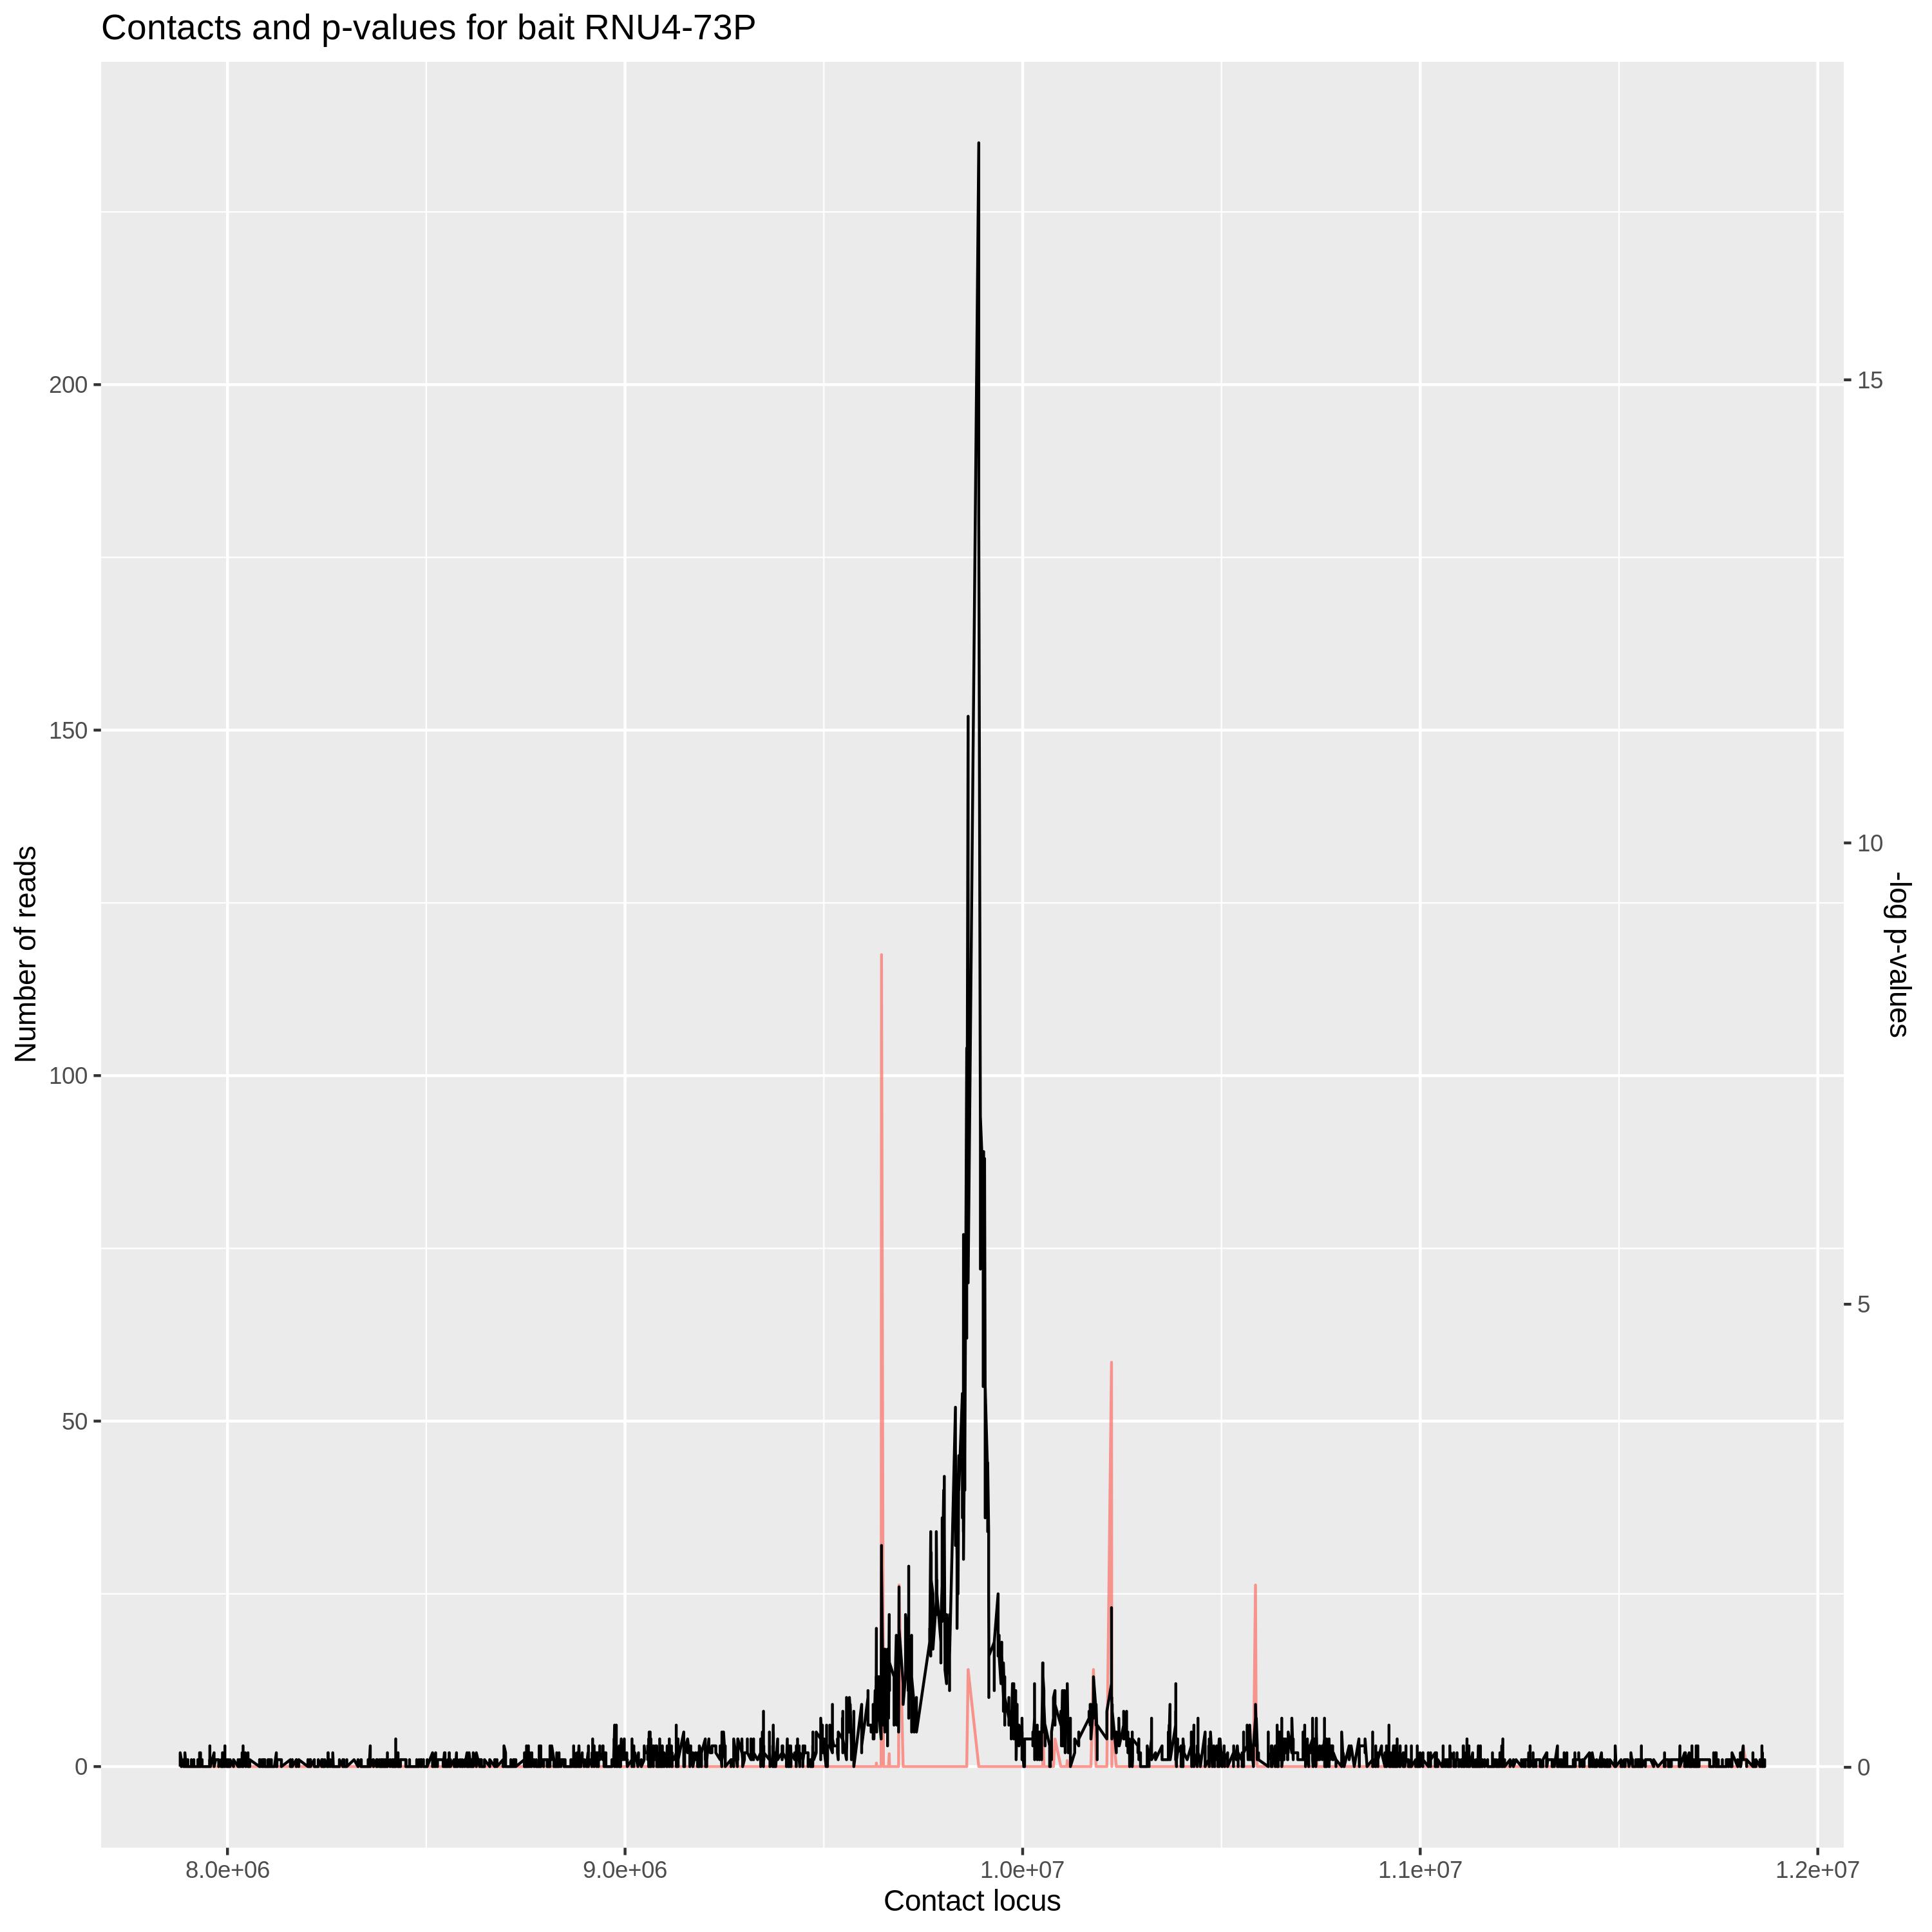 Contacts and p-values for bait RNU4-73P
Number of reads
200
150
100
50
0
15
10
5
0
-log p-values
8.0e+06
9.0e+06
1.0e+07
1.1e+07
1.2e+07
Contact locus